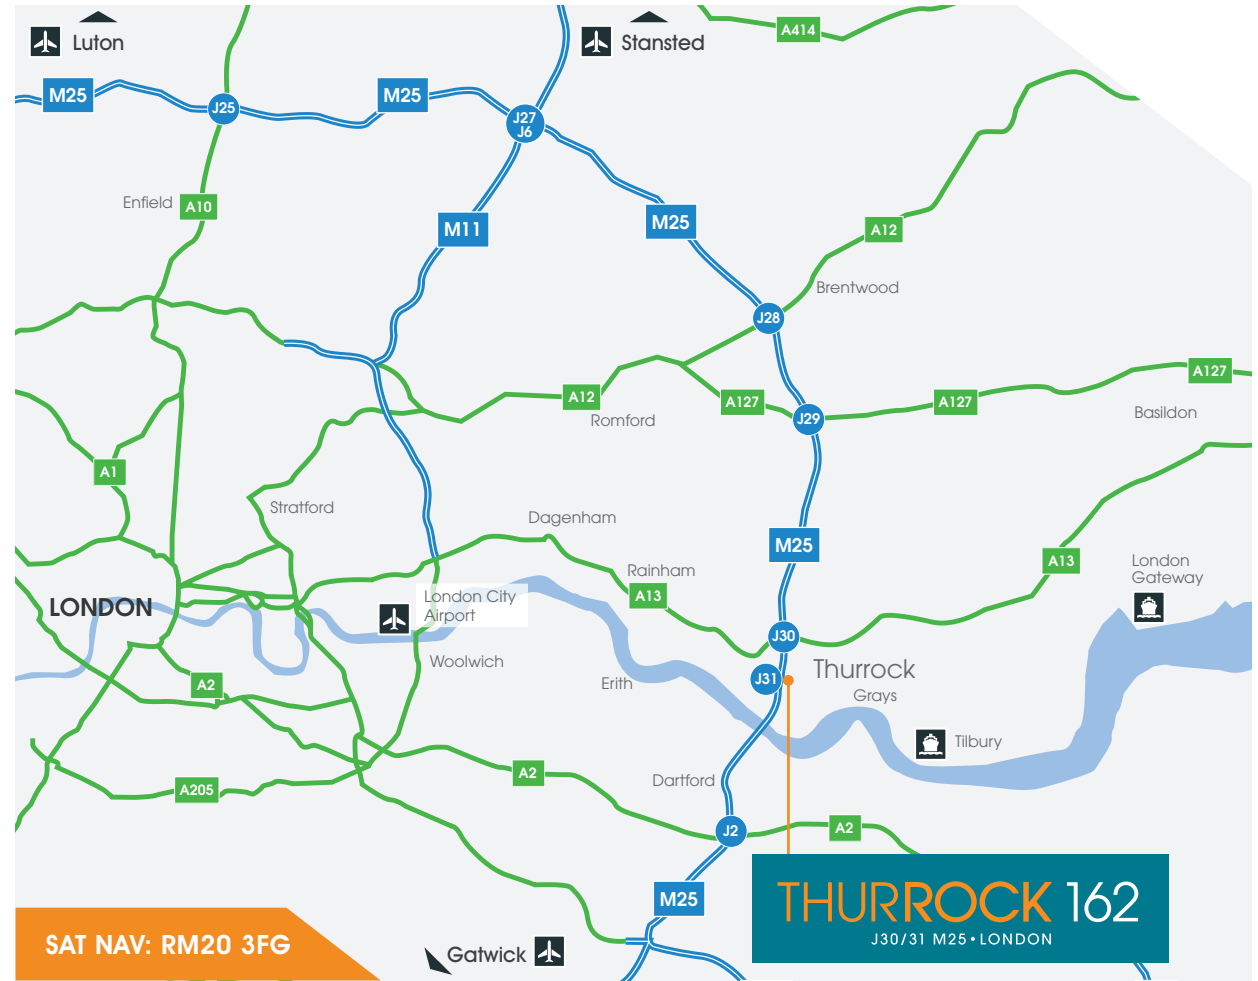 Luton
Stansted
A414
M25
M25
J25
J27
J6
Enfield
A10
M11
M25
A12
Brentwood
J28
A127
A12
A127
A127
Romford
J29
Basildon
A1
Stratford
Dagenham
M25
A13
London
Gateway
Rainham
A13
London City
Airport
LONDON
J30
Woolwich
Thurrock
J31
Erith
A2
Grays
Tilbury
A2
Dartford
A205
J2
A2
M25
THURROCK 162
J30/31 M25•LONDON
SAT NAV: RM20 3FG
Gatwick